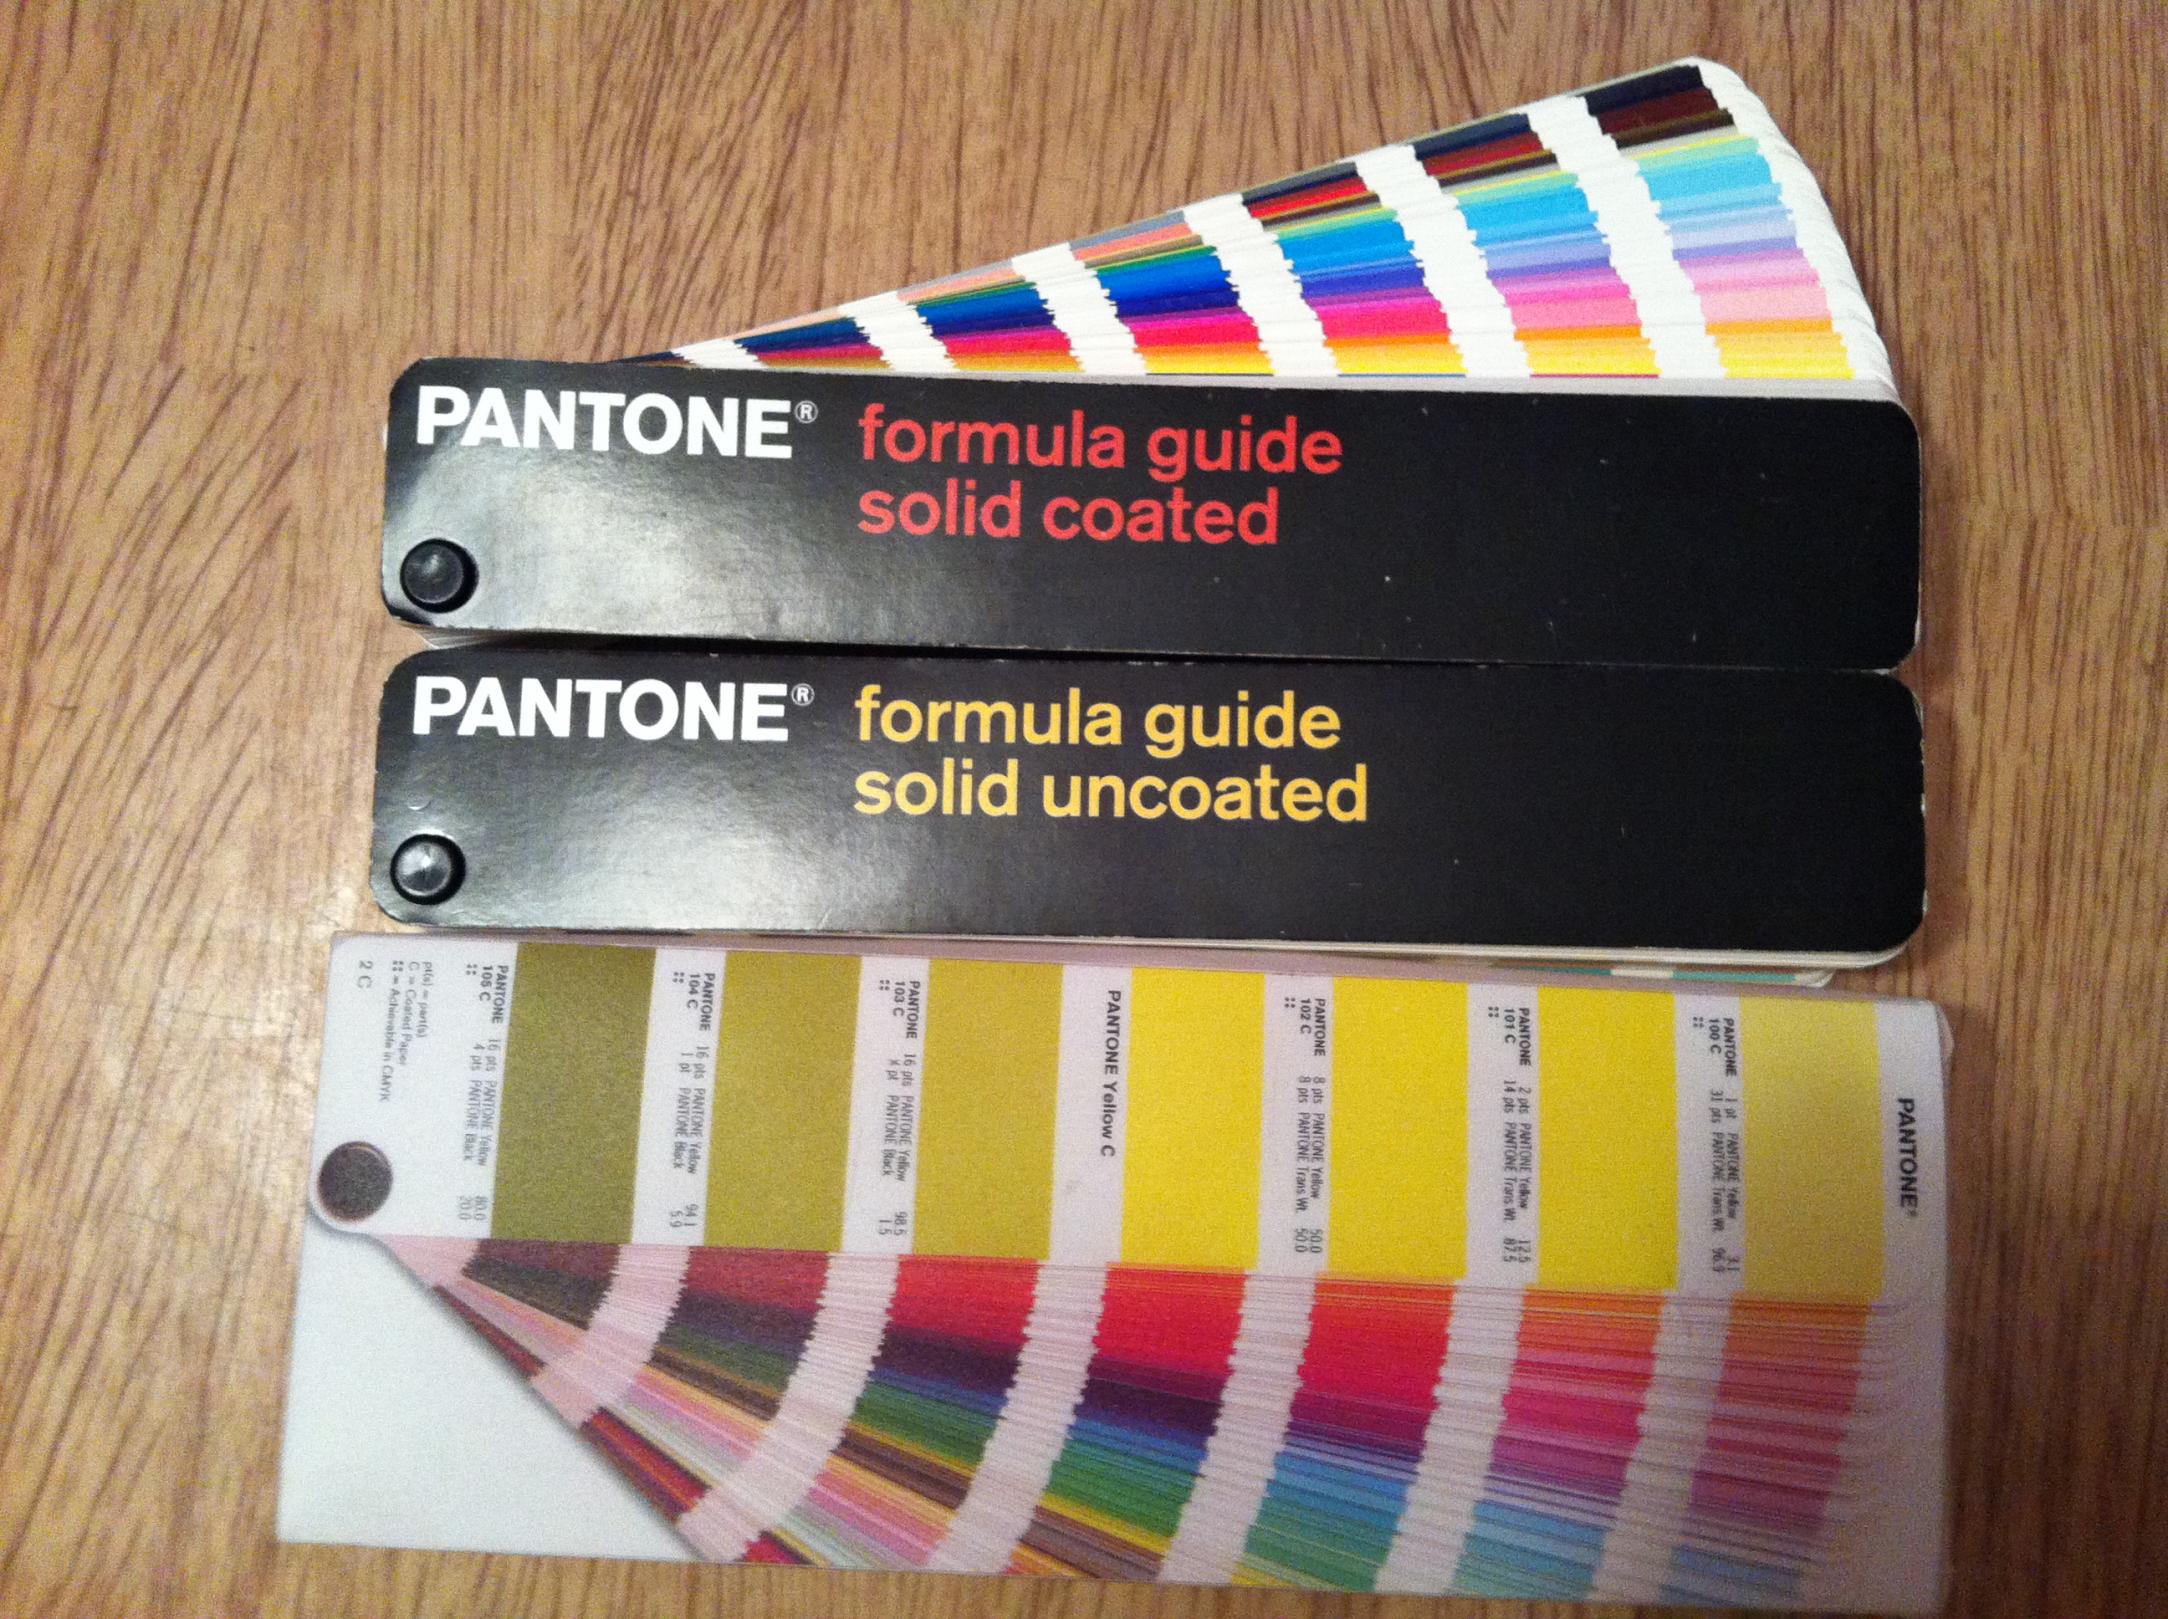 PANTONE®
formula guide
solid coated
PANTONE®
formula guide
solid uncoated
2 C
pt(s) = part(s)
C = Coated Paper
= Achievable in CMYK
PANTONE
105 C
16 pts PANTONE Yellow 80.0
4 pts PANTONE Black 20.0
PANTONE
104 C
16 pts PANTONE Yellow 94.1
1 pt PANTONE Black 5.9
PANTONE
103 C
16 pts PANTONE Yellow 98.5
pt PANTONE Black 1.5
PANTONE Yellow C
PANTONE
102 C
8 pts PANTONE Yellow 50.0
8 pts PANTONE Trans. Wt. 50.0
PANTONE
101 C
2 pts PANTONE Yellow 12.5
14 pts PANTONE Trans. Wt. 87.5
PANTONE
100 C
1 pt PANTONE Yellow 3.1
31 pts PANTONE Trans. Wt. 96.9
PANTONE®